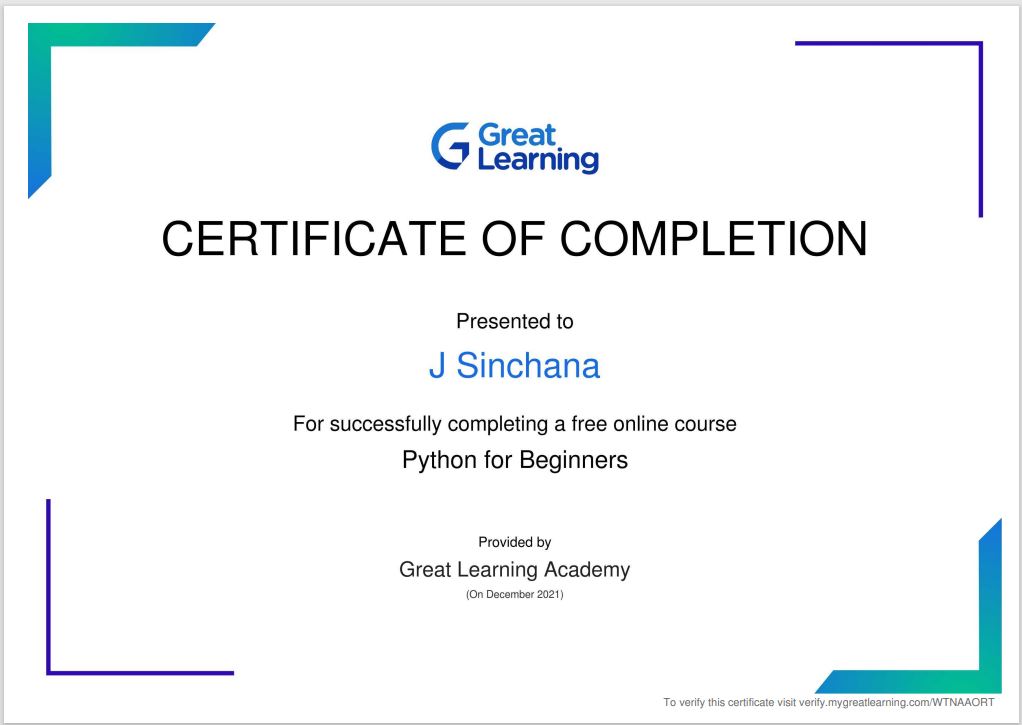 Great
Learning
CERTIFICATE OF COMPLETION
Presented to
J Sinchana
For successfully completing a free online course
Python for Beginners
Provided by
Great Learning Academy
(On December 2021)
To verify this certificate visit verify.mygreatlearning.com/WTNAAORT